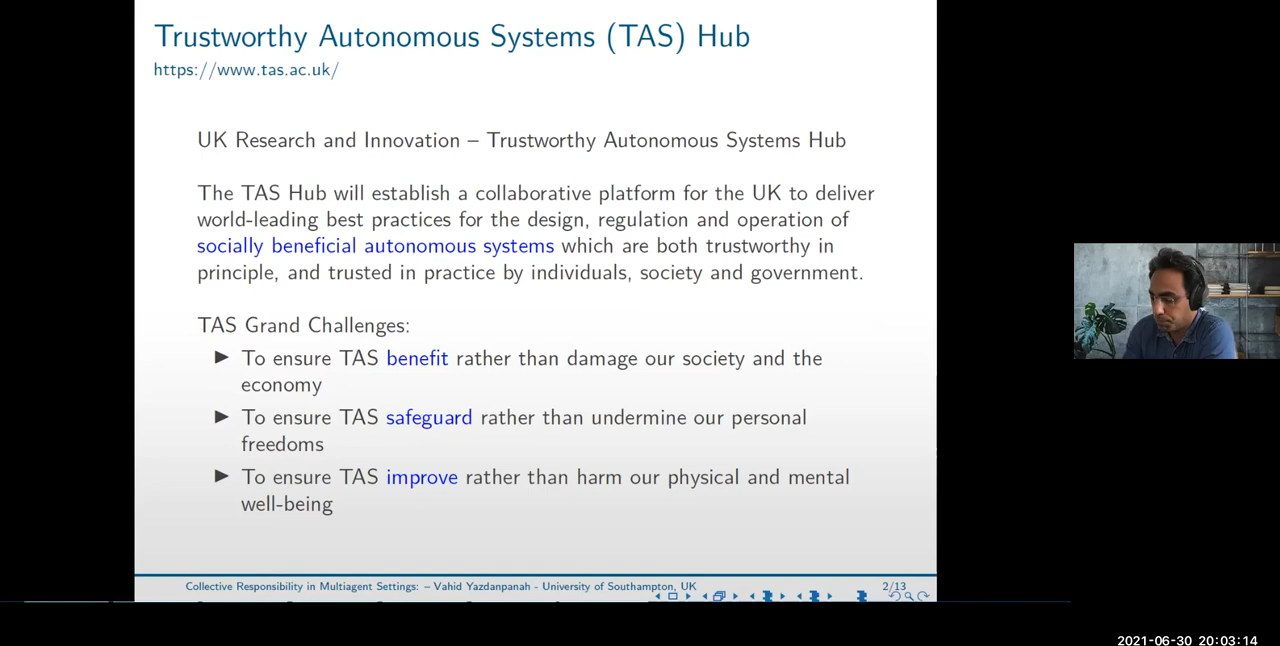 Trustworthy Autonomous Systems (TAS) Hub
https://www.tas.ac.uk/
UK Research and Innovation – Trustworthy Autonomous Systems Hub
The TAS Hub will establish a collaborative platform for the UK to deliver
world-leading best practices for the design, regulation and operation of
socially beneficial autonomous systems which are both trustworthy in
principle, and trusted in practice by individuals, society and government.
TAS Grand Challenges:
▶ To ensure TAS benefit rather than damage our society and the
economy
▶ To ensure TAS safeguard rather than undermine our personal
freedoms
▶ To ensure TAS improve rather than harm our physical and mental
well-being
Collective Responsibility in Multiagent Settings: – Vahid Yazdanpanah - University of Southampton, UK
2/13
2021-06-30 20:03:14